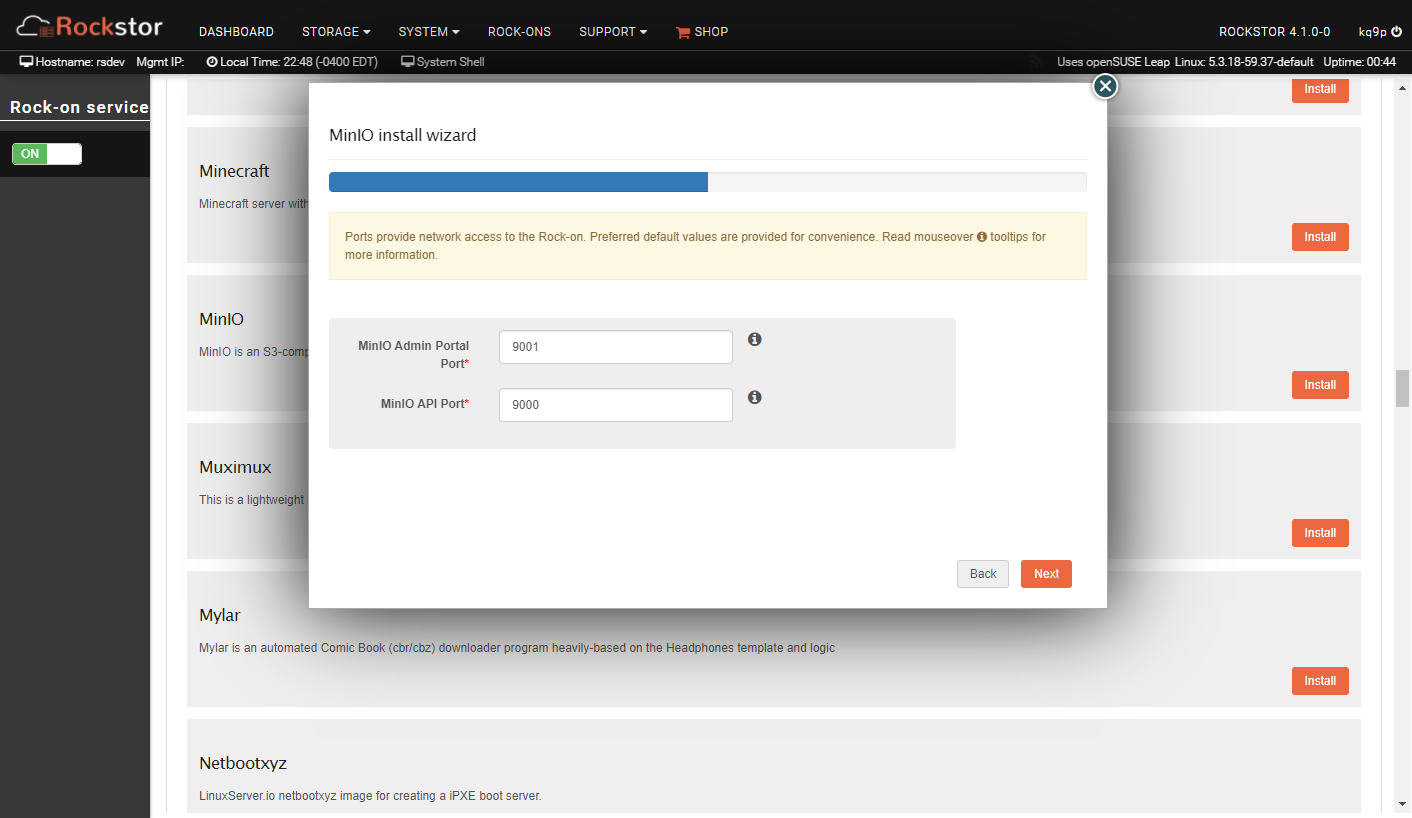 Rockstor
DASHBOARD STORAGE SYSTEM ROCK-ONS SUPPORT SHOP ROCKSTOR 4.1.0-0 kq9p
Hostname: rsdev Mgmt IP: Local Time: 22:48 (-0400 EDT) System Shell Uses openSUSE Leap Linux: 5.3.18-59.37-default Uptime: 00:44
Rock-on service
ON
Install
Minecraft
Minecraft server with
Install
MinIO
MinIO is an S3-comp
Install
Muximux
This is a lightweight
Install
Mylar
Mylar is an automated Comic Book (cbr/cbz) downloader program heavily-based on the Headphones template and logic
Install
Netbootxyz
LinuxServer.io netbootxyz image for creating a iPXE boot server.
MinIO install wizard
Ports provide network access to the Rock-on. Preferred default values are provided for convenience. Read mouseover tooltips for
more information.
MinIO Admin Portal
Port* 9001
MinIO API Port* 9000
Back Next